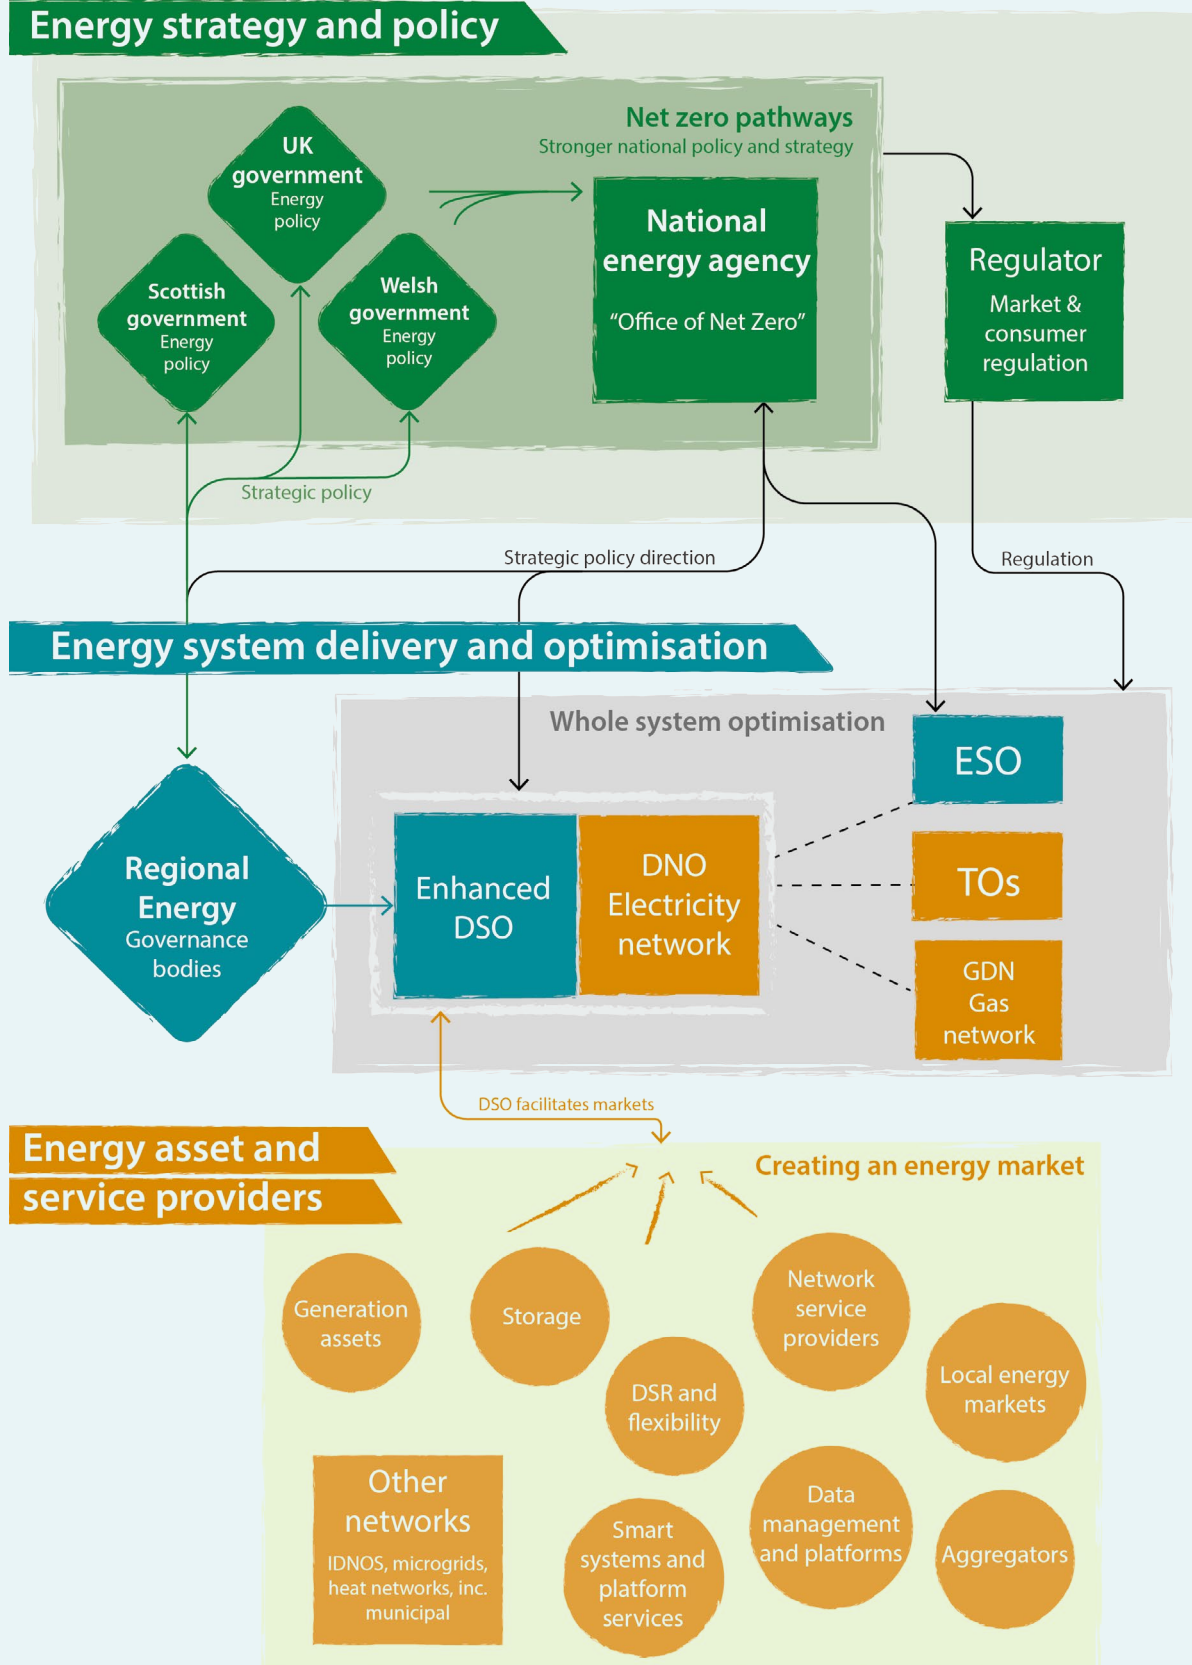 Energy strategy and policy
Net zero pathways
Stronger national policy and strategy
UK
government
Energy
policy
Scottish
government
Energy
policy
Welsh
government
Energy
policy
National
energy agency
“Office of Net Zero”
Regulator
Market &
consumer
regulation
Strategic policy
Strategic policy direction
Regulation
Energy system delivery and optimisation
Whole system optimisation
Regional
Energy
Governance
bodies
Enhanced
DSO
DNO
Electricity
network
ESO
TOs
GDN
Gas
network
DSO facilitates markets
Energy asset and
service providers
Creating an energy market
Generation
assets
Storage
Network
service
providers
DSR and
flexibility
Local energy
markets
Other
networks
IDNOS, microgrids,
heat networks, inc.
municipal
Smart
systems and
platform
services
Data
management
and platforms
Aggregators